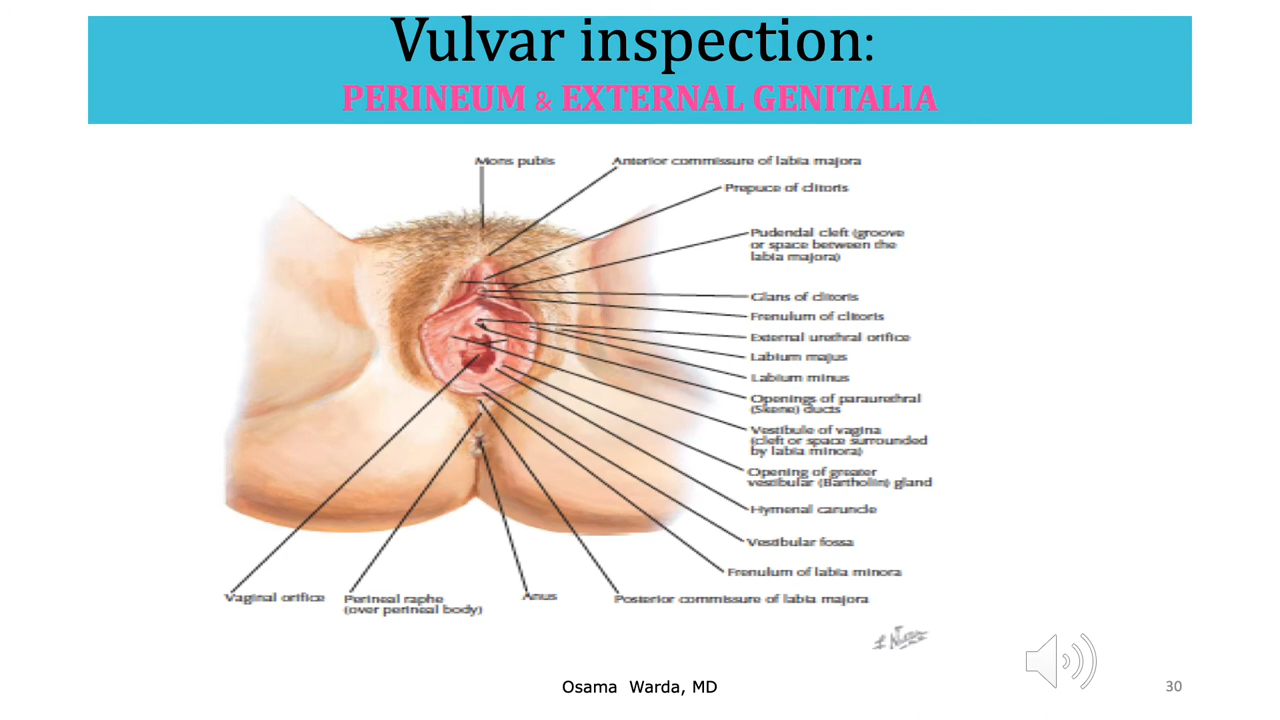 Vulvar inspection:
PERINEUM & EXTERNAL GENITALIA
Mons pubis
Anterior commissure of labia majora
Prepuce of clitoris
Pudendal cleft (groove
or space between the
labia majora)
Glans of clitoris
Frenulum of clitoris
External urethral orifice
Labium majus
Labium minus
Openings of paraurethral
(Skene) ducts
Vestibule of vagina
(cleft or space surrounded
by labia minora)
Opening of greater
vestibular (Bartholin) gland
Hymenal caruncle
Vestibular fossa
Frenulum of labia minora
Vaginal orifice
Perineal raphe
(over perineal body)
Anus
Posterior commissure of labia majora
Osama Warda, MD
30